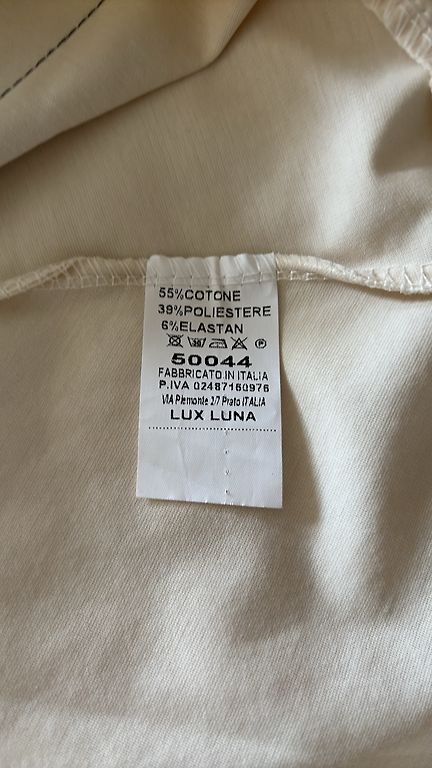 55%COTONE
39%POLIESTERE
6%ELASTAN
50044
FABBRICATO.IN ITALIA
P.IVA 02487160976
VIA Piemonte 2/7 Prato ITALIA
LUX LUNA